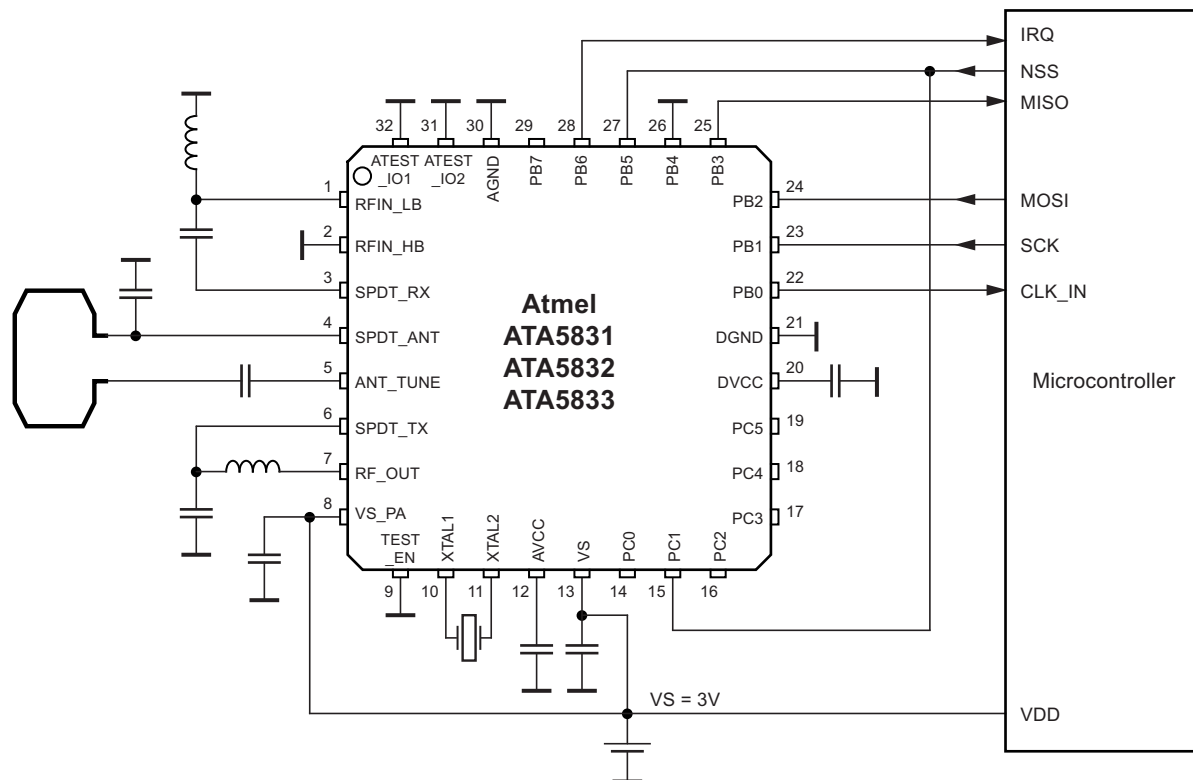 IRQ
NSS
MISO
32
31
30
29
28
27
26
25
ATEST
_IO1
ATEST
_IO2
AGND
PB7
PB6
PB5
PB4
PB3
1
RFIN_LB
2
RFIN_HB
3
SPDT_RX
4
SPDT_ANT
5
ANT_TUNE
6
SPDT_TX
7
RF_OUT
8
VS_PA
Atmel
ATA5831
ATA5832
ATA5833
PB2
24
MOSI
PB1
23
SCK
PB0
22
CLK_IN
DGND
21
DVCC
20
Microcontroller
PC5
19
PC4
18
PC3
17
TEST
_EN
XTAL1
XTAL2
AVCC
VS
PC0
PC1
PC2
9
10
11
12
13
14
15
16
VS = 3V
VDD